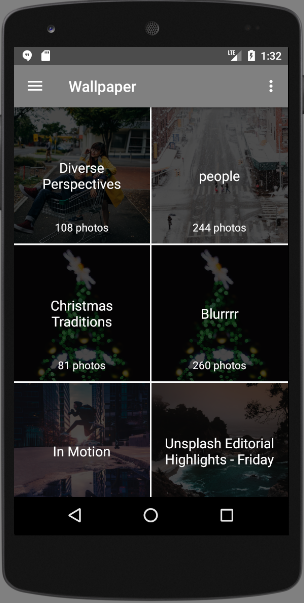 LTE 1:32
Wallpaper
Diverse
Perspectives
108 photos
people
244 photos
Christmas
Traditions
81 photos
Blurrrr
260 photos
In Motion
Unsplash Editorial
Highlights - Friday